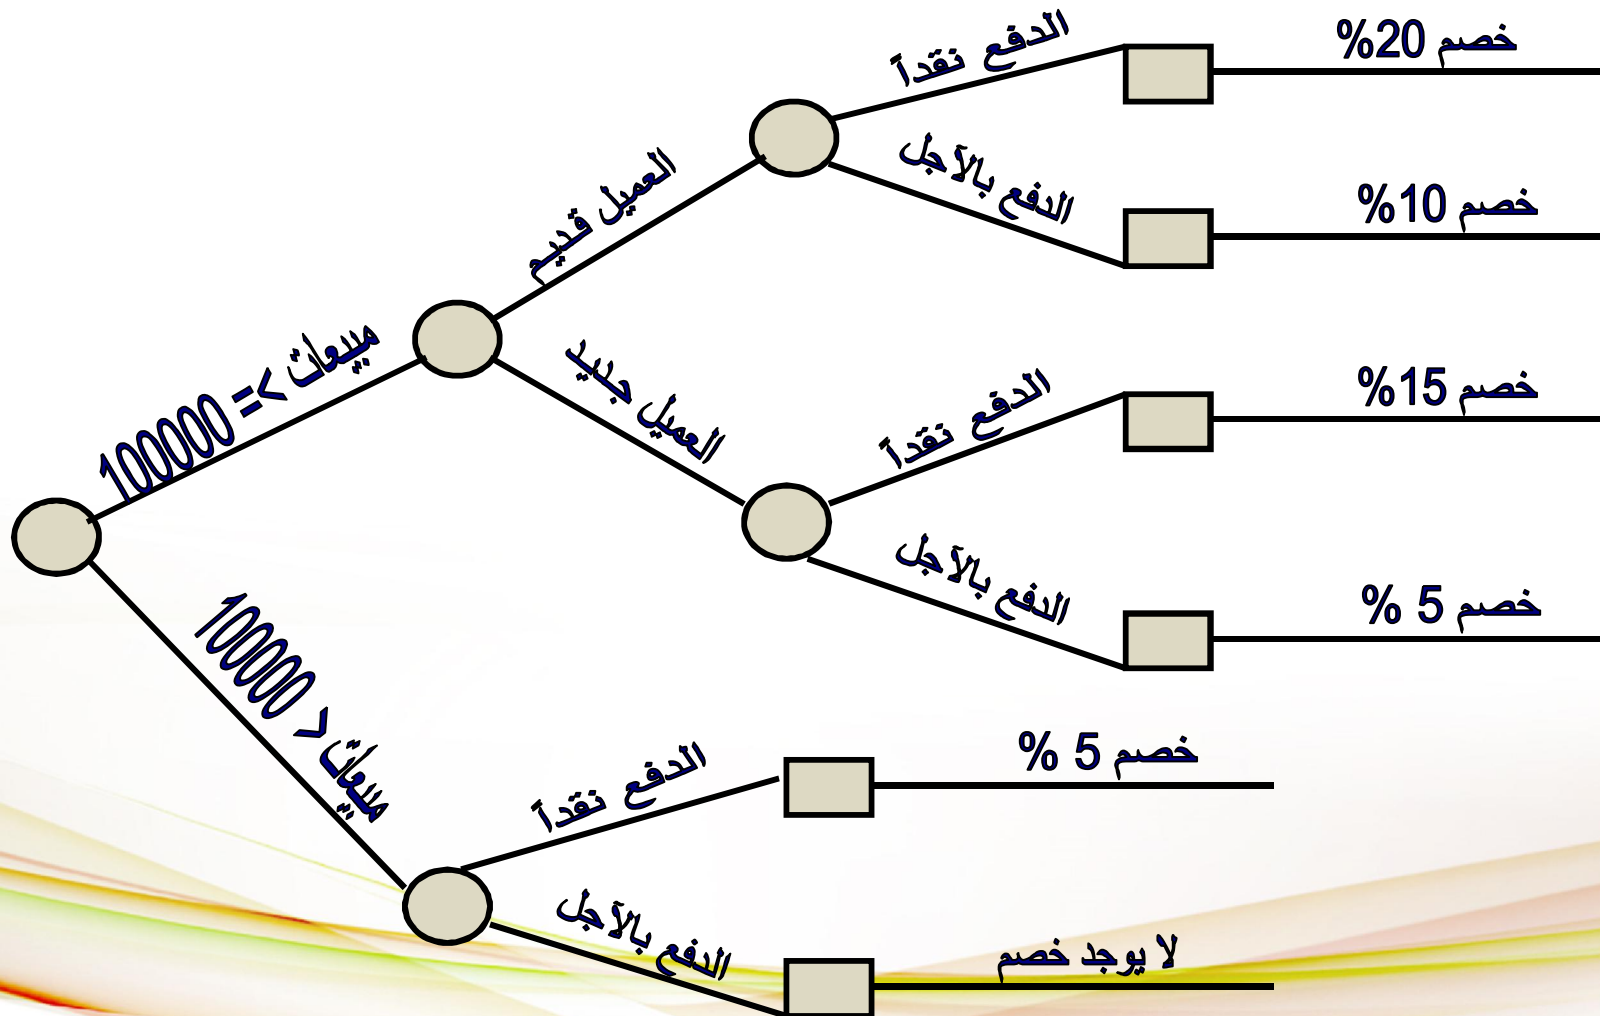 الدفع نقداً
خصم 20%
العميل قديم
الدفع بالآجل
خصم 10%
مبيعات >= 100000
العميل جديد
الدفع نقداً
خصم 15%
الدفع بالآجل
خصم 5 %
مبيعات < 100000
الدفع نقداً
خصم 5 %
الدفع بالآجل
لا يوجد خصم